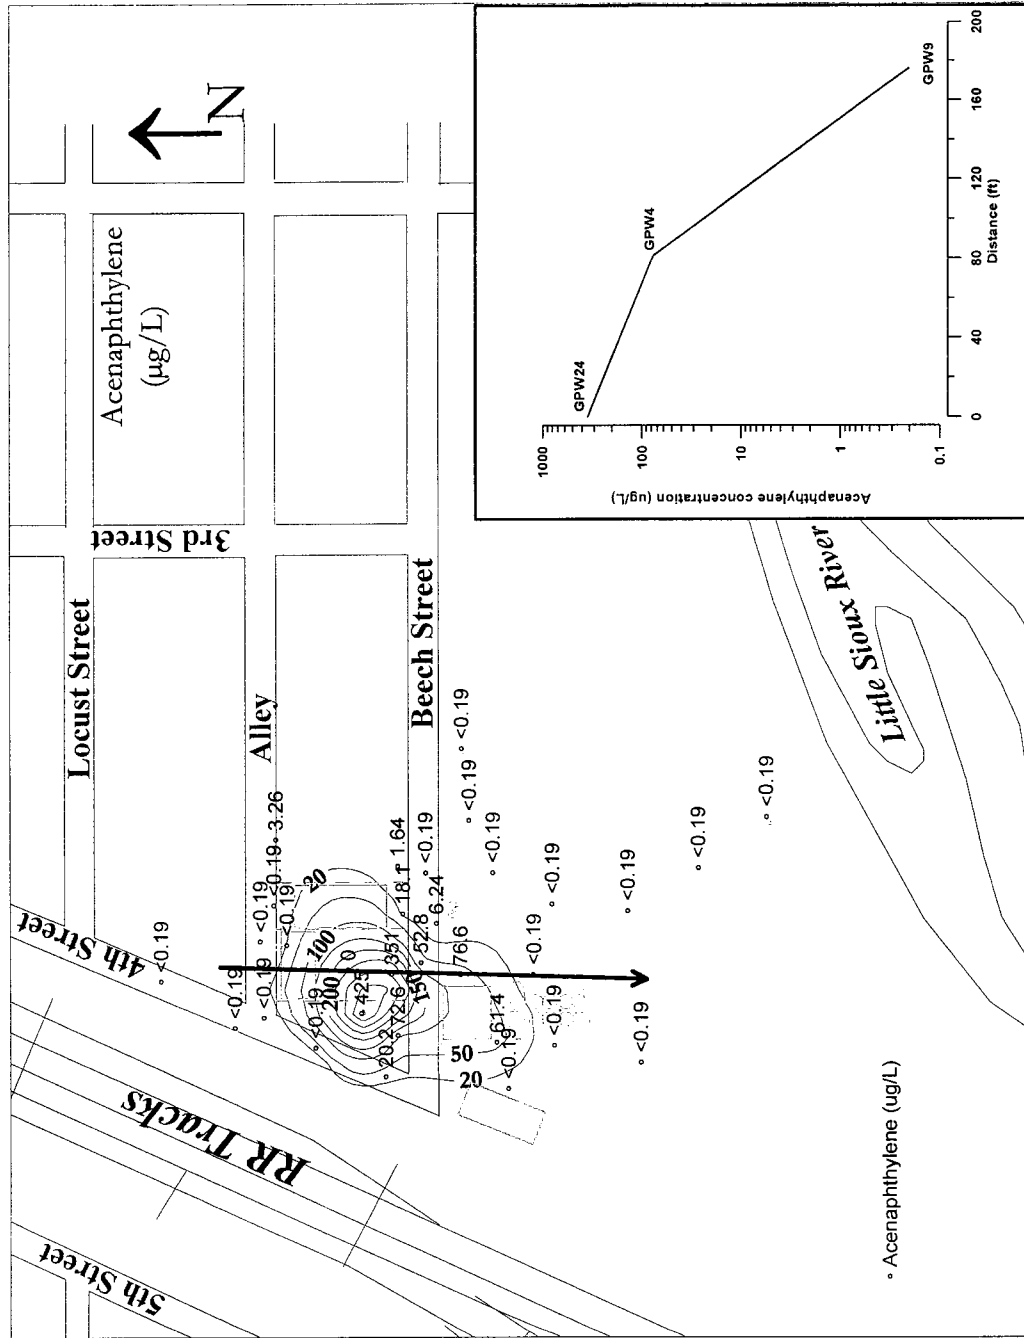 N
Acenaphthylene
(µg/L)
Locust Street
3rd Street
Alley
Beech Street
4th Street
RR Tracks
5th Street
Little Sioux River
<0.19
<0.19
<0.19
<0.19
<0.19
<0.19
3.26
<0.19
20
100
200
0
425
351
150
72.6
20.2
18.1
1.64
52.8
6.24
<0.19
76.6
<0.19
<0.19
<0.19
61.4
50
20
<0.19
<0.19
<0.19
<0.19
<0.19
<0.19
<0.19
<0.19
Acenaphthylene (ug/L)
Acenaphthylene concentration (ug/L)
1000
100
10
1
0.1
GPW24
GPW4
GPW9
0
40
80
120
160
200
Distance (ft)